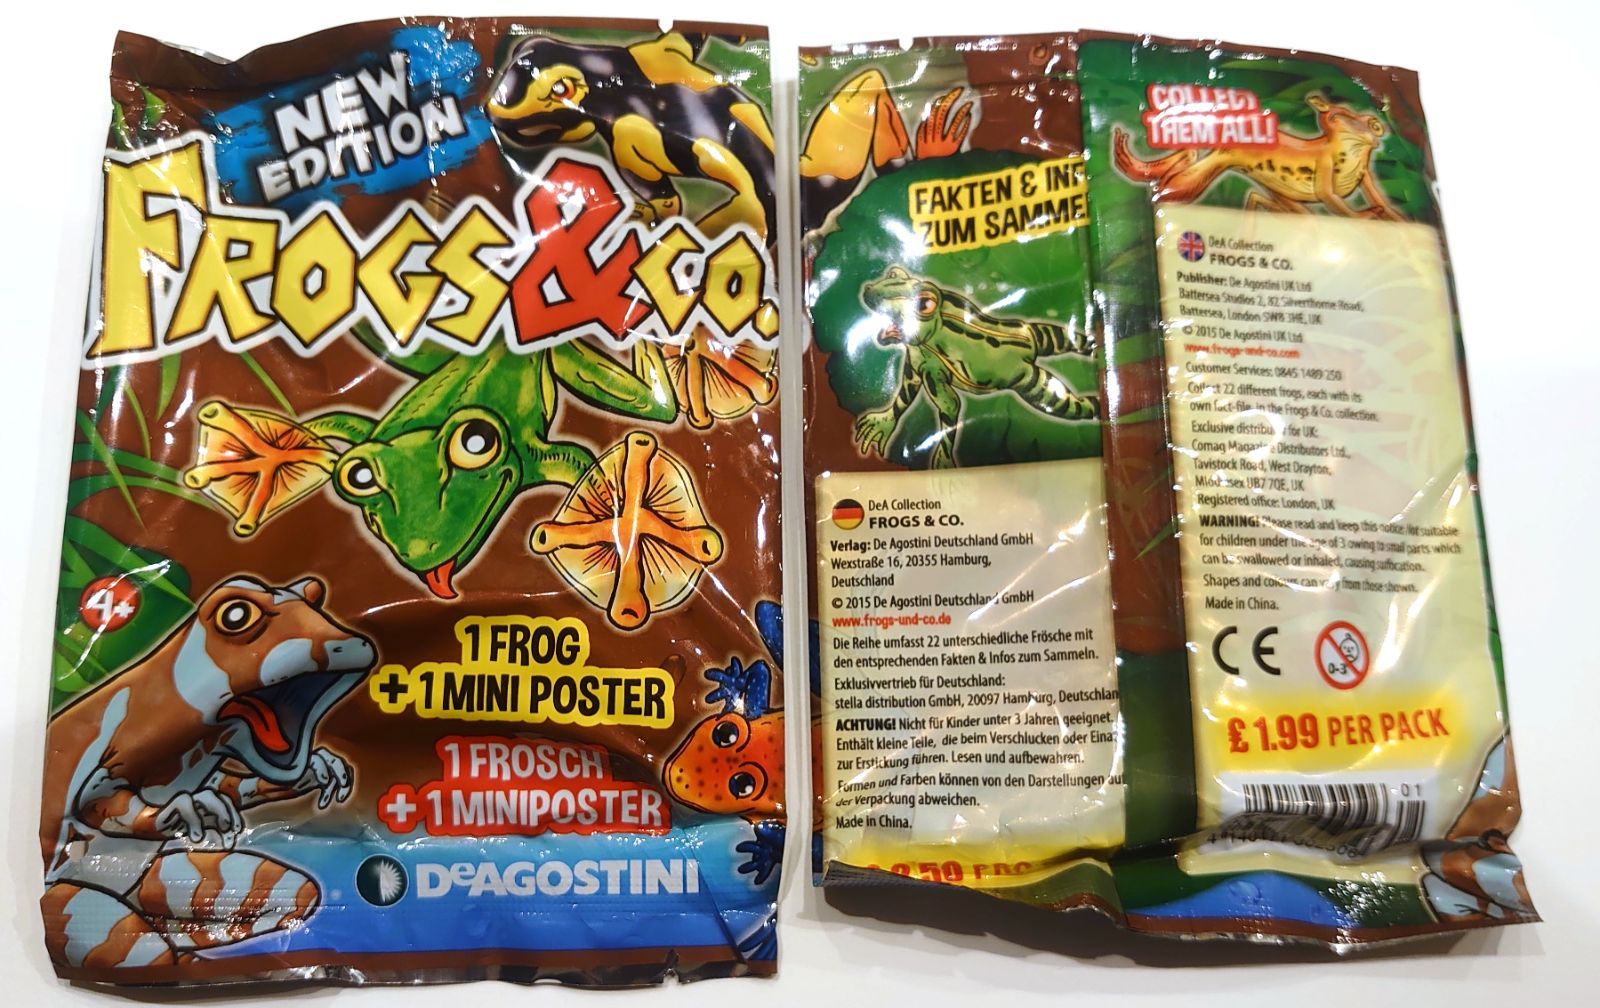 NEW
EDITION
FROGS & CO.
4+
1 FROG
+ 1 MINI POSTER
1 FROSCH
+ 1 MINIPOSTER
DeAGOSTINI
FAKTEN & INF
ZUM SAMME
DeA Collection
FROGS & CO.
Verlag: De Agostini Deutschland GmbH
Wexstraße 16, 20355 Hamburg,
Deutschland
© 2015 De Agostini Deutschland GmbH
www.frogs-und-co.de
Die Reihe umfasst 22 unterschiedliche Frösche mit
den entsprechenden Fakten & Infos zum Sammeln.
Exklusivvertrieb für Deutschland:
stella distribution GmbH, 20097 Hamburg, Deutschlan
ACHTUNG! Nicht für Kinder unter 3 Jahren geeignet.
Enthält kleine Teile, die beim Verschlucken oder Eina
zur Erstickung führen. Lesen und aufbewahren.
Formen und Farben können von den Darstellungen auf
der Verpackung abweichen.
Made in China.
2,50 PRO
COLLECT
THEM ALL!
DeA Collection
FROGS & CO.
Publisher: De Agostini UK Ltd
Battersea Studios 2, 82 Silverthorne Road,
Battersea, London SW8 3HE, UK
© 2015 De Agostini UK Ltd
www.frogs-und-co.com
Customer Services: 0845 1489 250
Collect 22 different frogs, each with its
own fact-file, in the Frogs & Co. collection.
Exclusive distributor for UK:
Comag Magazine Distributors Ltd.,
Tavistock Road, West Drayton,
Middlesex UB7 7QE, UK
Registered office: London, UK
WARNING! Please read and keep this notice. Not suitable
for children under the age of 3 owing to small parts which
can be swallowed or inhaled, causing suffocation.
Shapes and colours can vary from those shown.
Made in China.
CE
0-3
£ 1.99 PER PACK
01